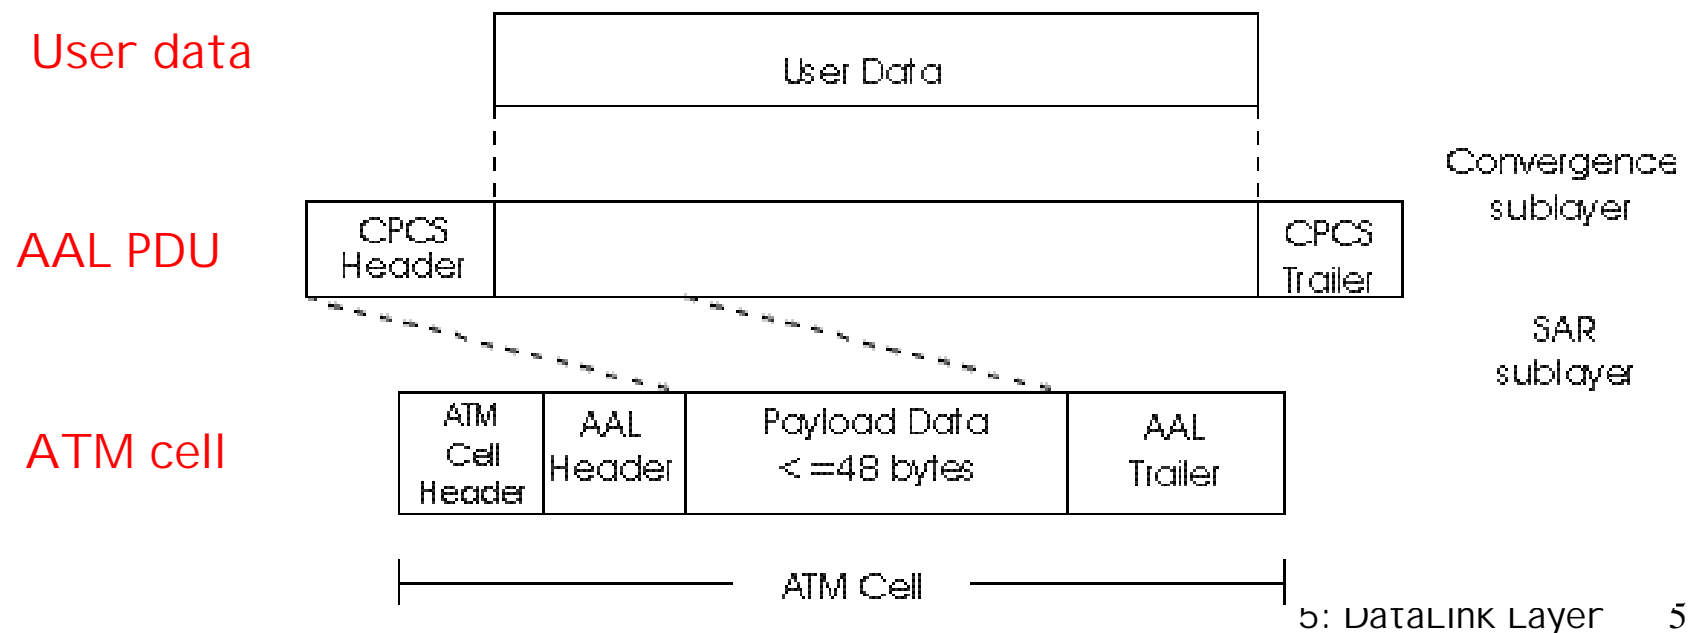 User data
User Data
Convergence
sublayer
AAL PDU
CPCS
Header
CPCS
Trailer
SAR
sublayer
ATM cell
ATM
Cell
Header
AAL
Header
Payload Data
<=48 bytes
AAL
Trailer
ATM Cell
5: DataLink Layer 5